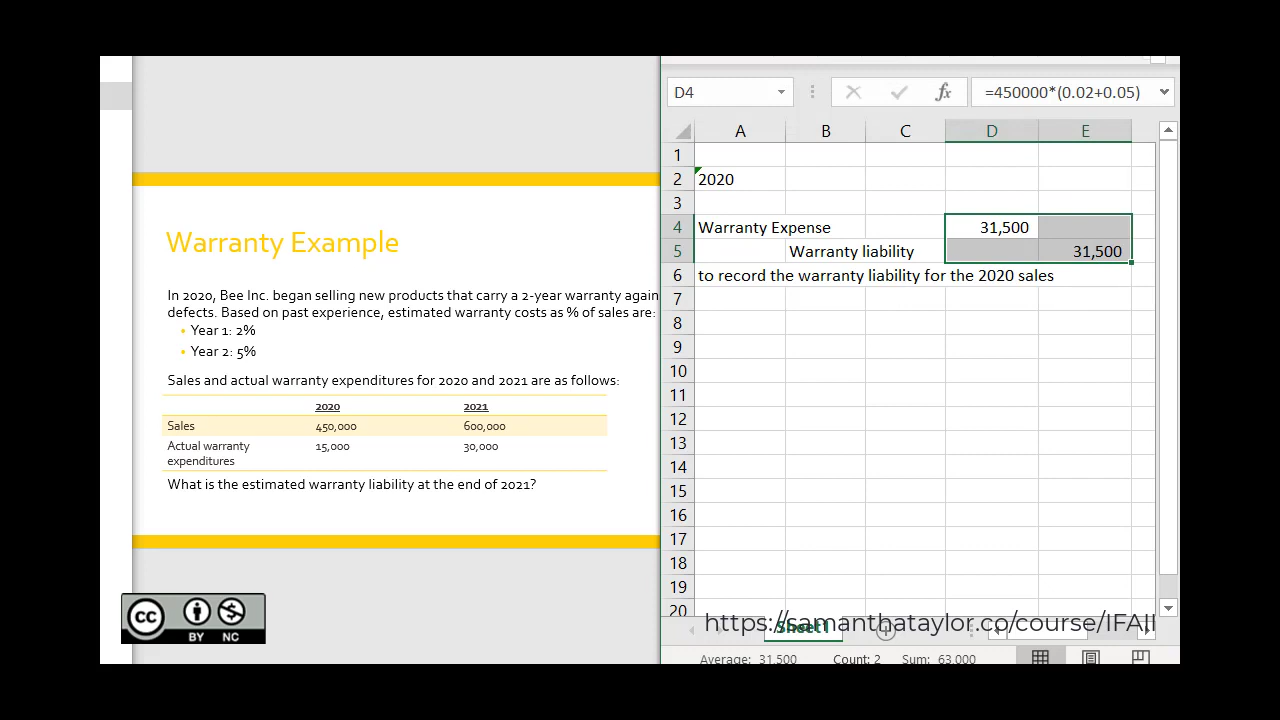 Warranty Example
In 2020, Bee Inc. began selling new products that carry a 2-year warranty again
defects. Based on past experience, estimated warranty costs as % of sales are:
• Year 1: 2%
• Year 2: 5%
Sales and actual warranty expenditures for 2020 and 2021 are as follows:
2020 2021
Sales 450,000 600,000
Actual warranty 15,000 30,000
expenditures
What is the estimated warranty liability at the end of 2021?
CC BY NC
D4 fx =450000*(0.02+0.05)
A B C D E
1
2 2020
3
4 Warranty Expense 31,500
5 Warranty liability 31,500
6 to record the warranty liability for the 2020 sales
7
8
9
10
11
12
13
14
15
16
17
18
19
20
https://samanthataylor.co/course/IFAII
Sheet1
Average: 31,500 Count: 2 Sum: 63,000